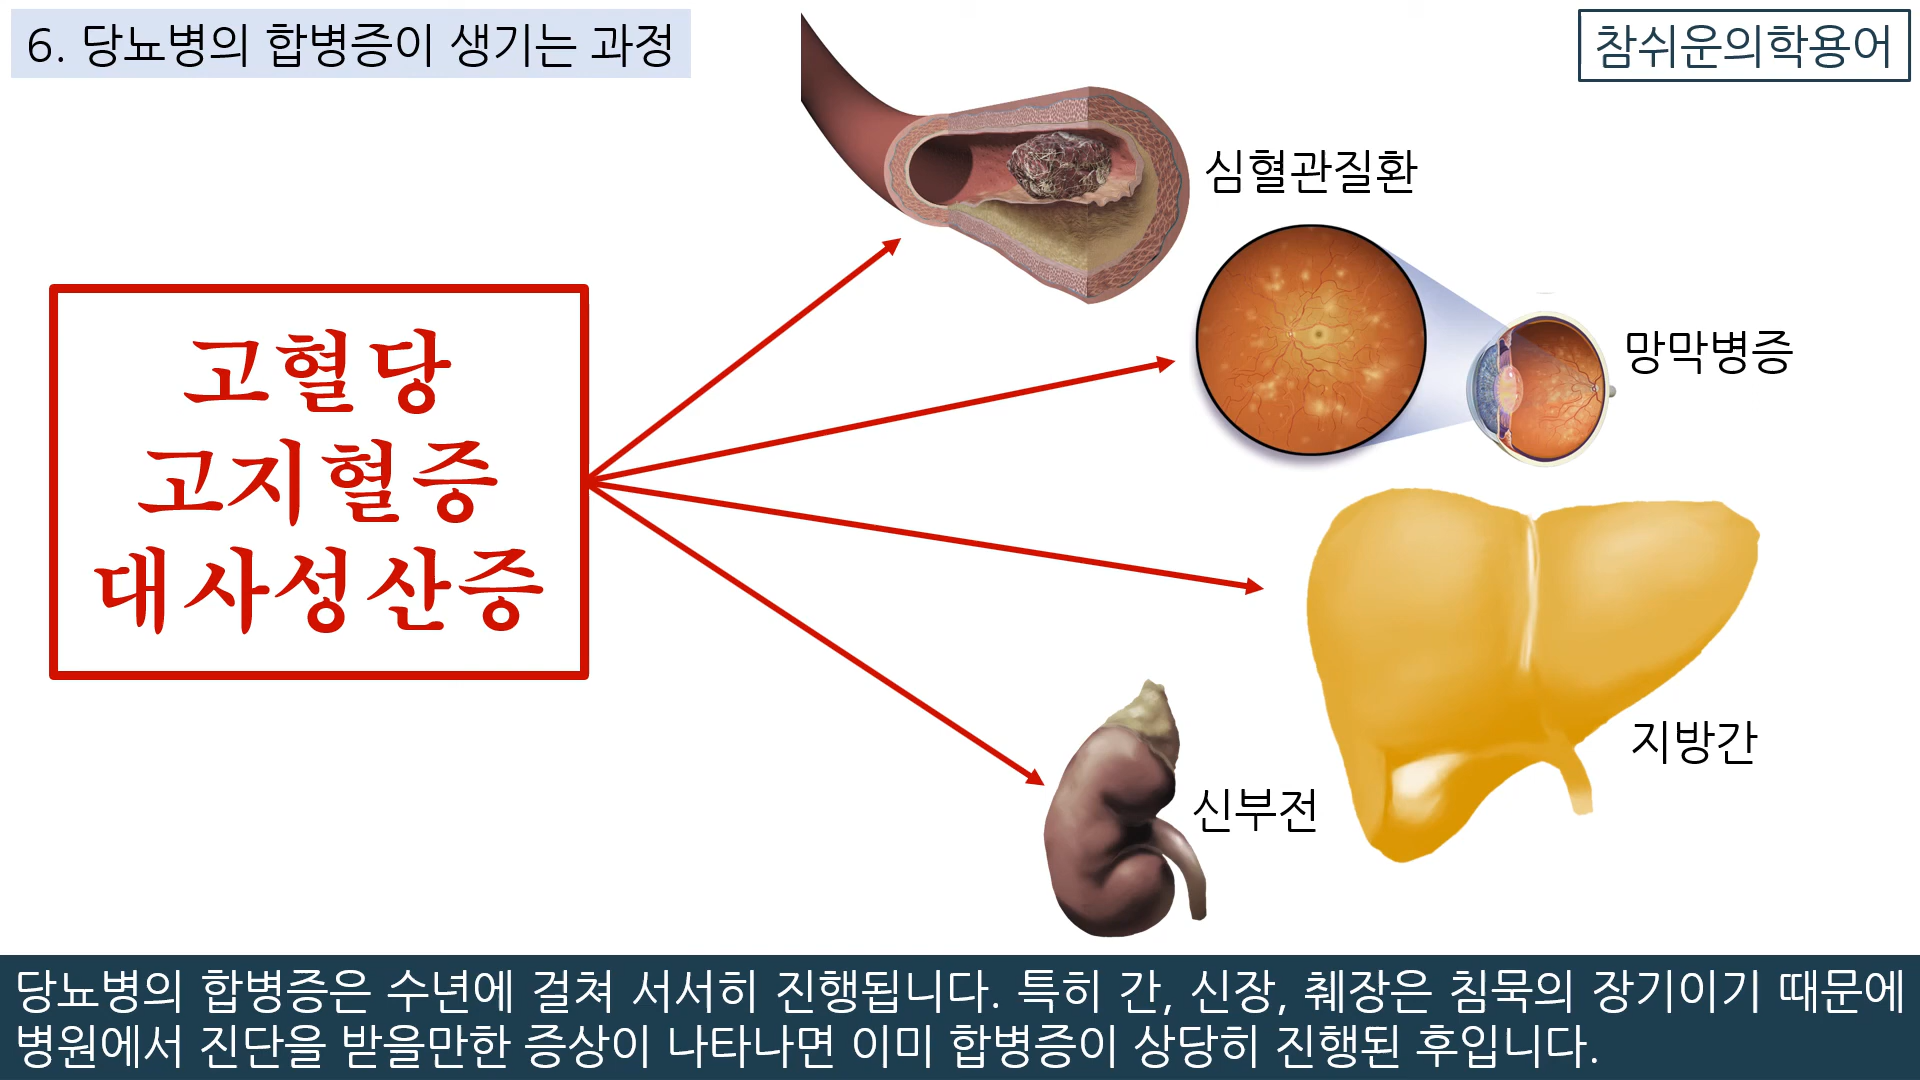 6. 당뇨병의 합병증이 생기는 과정
참쉬운의학용어
심혈관질환
망막병증
고혈당
고지혈증
대사성산증
지방간
신부전
당뇨병의 합병증은 수년에 걸쳐 서서히 진행됩니다. 특히 간, 신장, 췌장은 침묵의 장기이기 때문에
병원에서 진단을 받을만한 증상이 나타나면 이미 합병증이 상당히 진행된 후입니다.